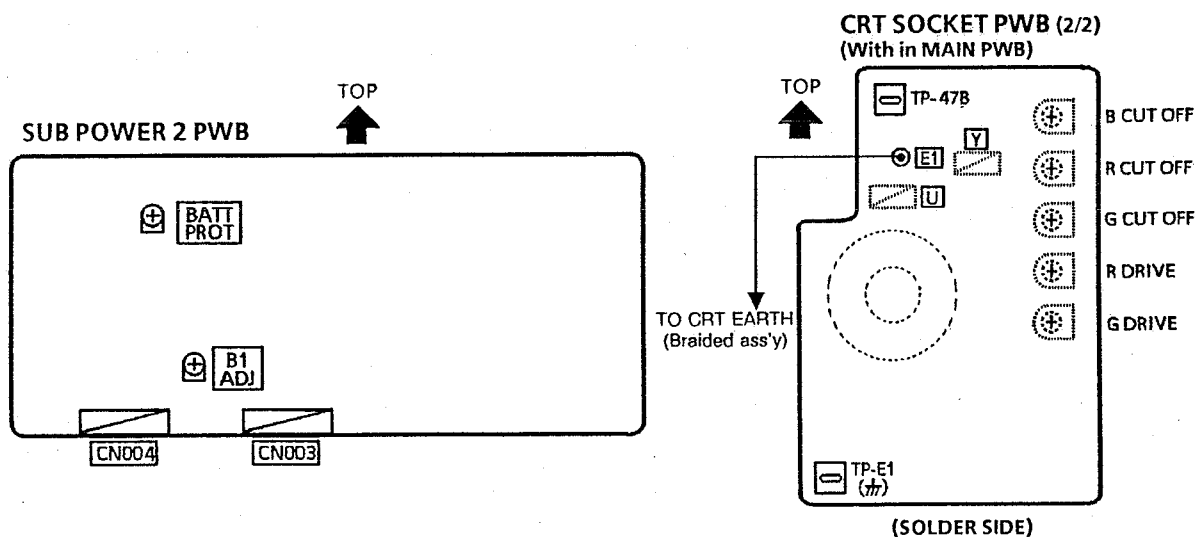 SUB POWER 2 PWB
TOP
BATT
PROT
B1
ADJ
CN004
CN003
CRT SOCKET PWB (2/2)
(With in MAIN PWB)
TOP
TP-47B
E1
Y
U
B CUT OFF
R CUT OFF
G CUT OFF
R DRIVE
G DRIVE
TO CRT EARTH
(Braided ass'y)
TP-E1
(SOLDER SIDE)